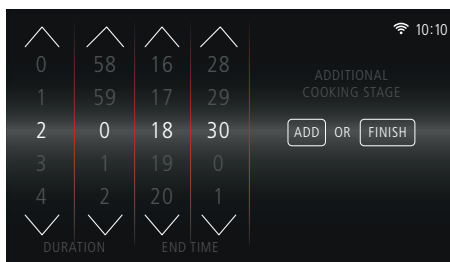 10:10
0 58 16 28
1 59 17 29
2 0 18 30
3 1 19 0
4 2 20 1
DURATION END TIME
ADDITIONAL
COOKING STAGE
ADD OR FINISH